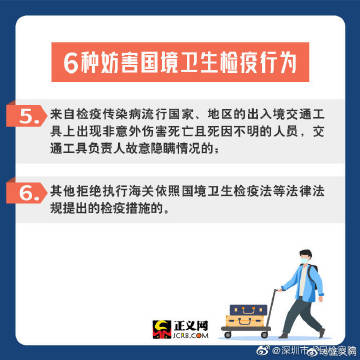 6种妨害国境卫生检疫行为
5.
来自检疫传染病流行国家、地区的出入境交通工
具上出现非意外伤害死亡且死因不明的人员，交
通工具负责人故意隐瞒情况的；
6.
其他拒绝执行海关依照国境卫生检疫法等法律法
规提出的检疫措施的。
正义网
JCRB.COM